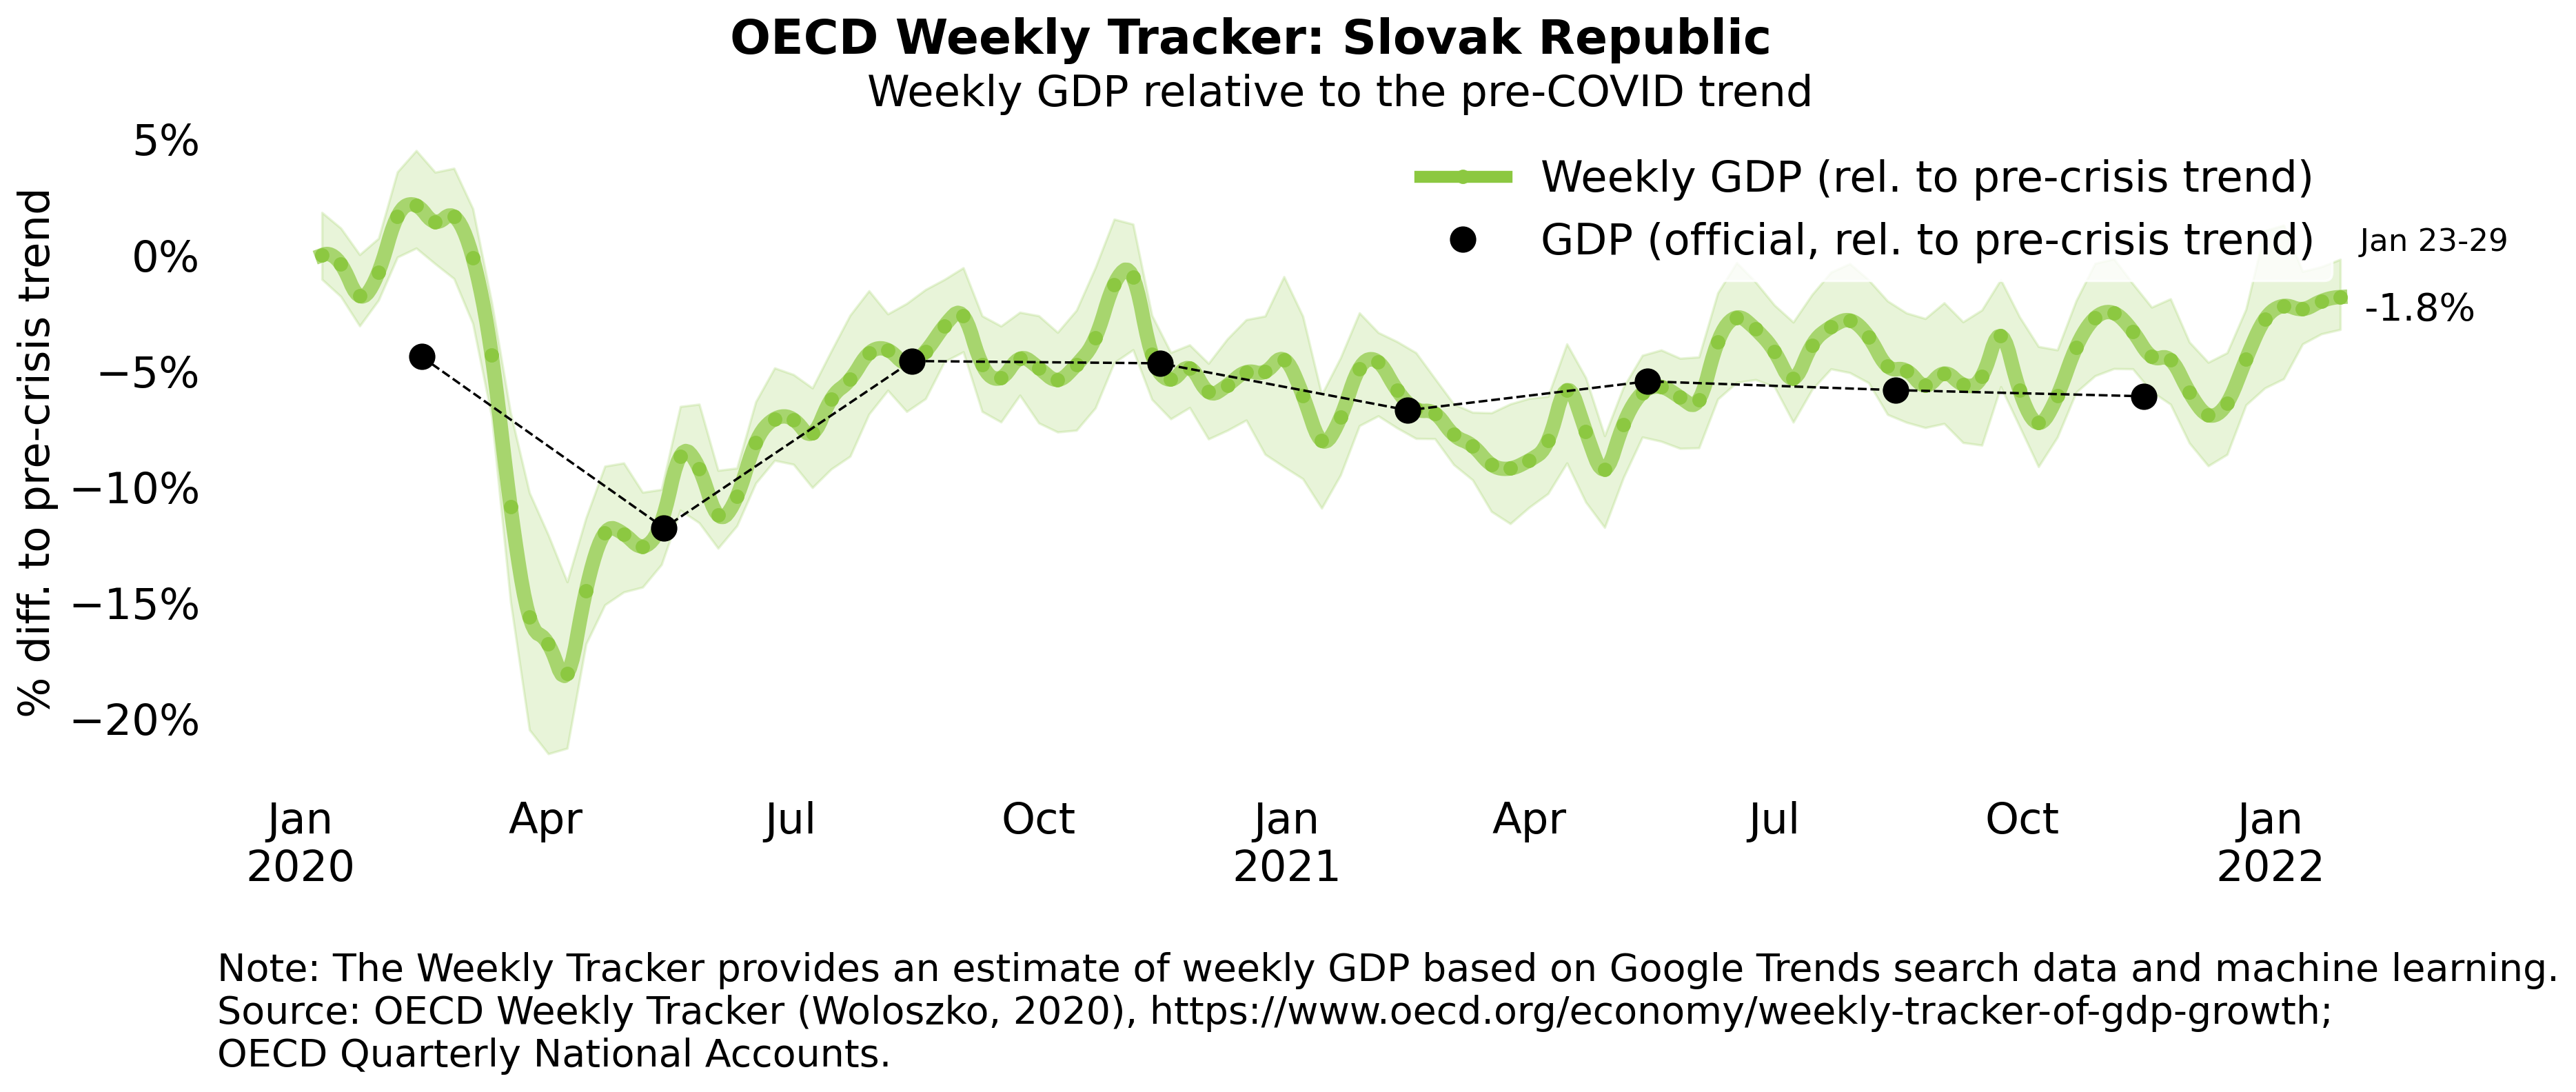 OECD Weekly Tracker: Slovak Republic
Weekly GDP relative to the pre-COVID trend
% diff. to pre-crisis trend
5%
0%
−5%
−10%
−15%
−20%
Weekly GDP (rel. to pre-crisis trend)
GDP (official, rel. to pre-crisis trend)
Jan 23-29
-1.8%
Jan Apr Jul Oct Jan Apr Jul Oct Jan
2020 2021 2022
Note: The Weekly Tracker provides an estimate of weekly GDP based on Google Trends search data and machine learning.
Source: OECD Weekly Tracker (Woloszko, 2020), https://www.oecd.org/economy/weekly-tracker-of-gdp-growth;
OECD Quarterly National Accounts.